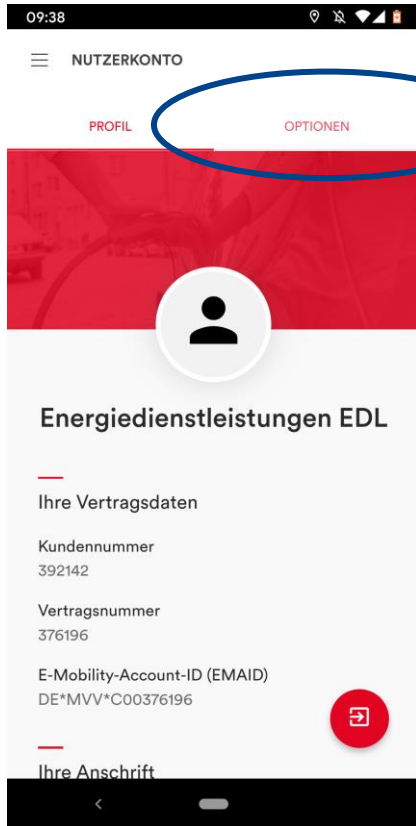 09:38
NUTZERKONTO
PROFIL
OPTIONEN
Energiedienstleistungen EDL
Ihre Vertragsdaten
Kundennummer
392142
Vertragsnummer
376196
E-Mobility-Account-ID (EMAID)
DE*MVV*C00376196
Ihre Anschrift